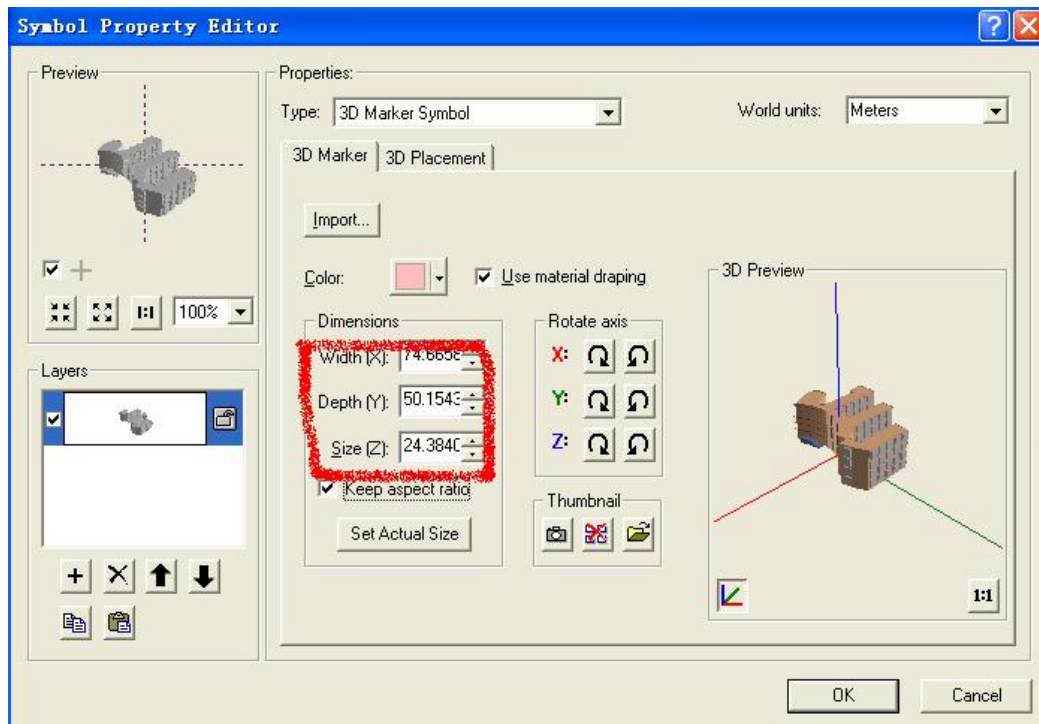 Symbol Property Editor
Preview
100%
Layers
Properties:
Type: 3D Marker Symbol
World units: Meters
3D Marker
3D Placement
Import...
Color:
Use material draping
Dimensions
Width (X): 74.6658
Depth (Y): 50.1543
Size (Z): 24.3840
Keep aspect ratio
Set Actual Size
Rotate axis
X:
Y:
Z:
Thumbnail
3D Preview
1:1
1:1
OK
Cancel